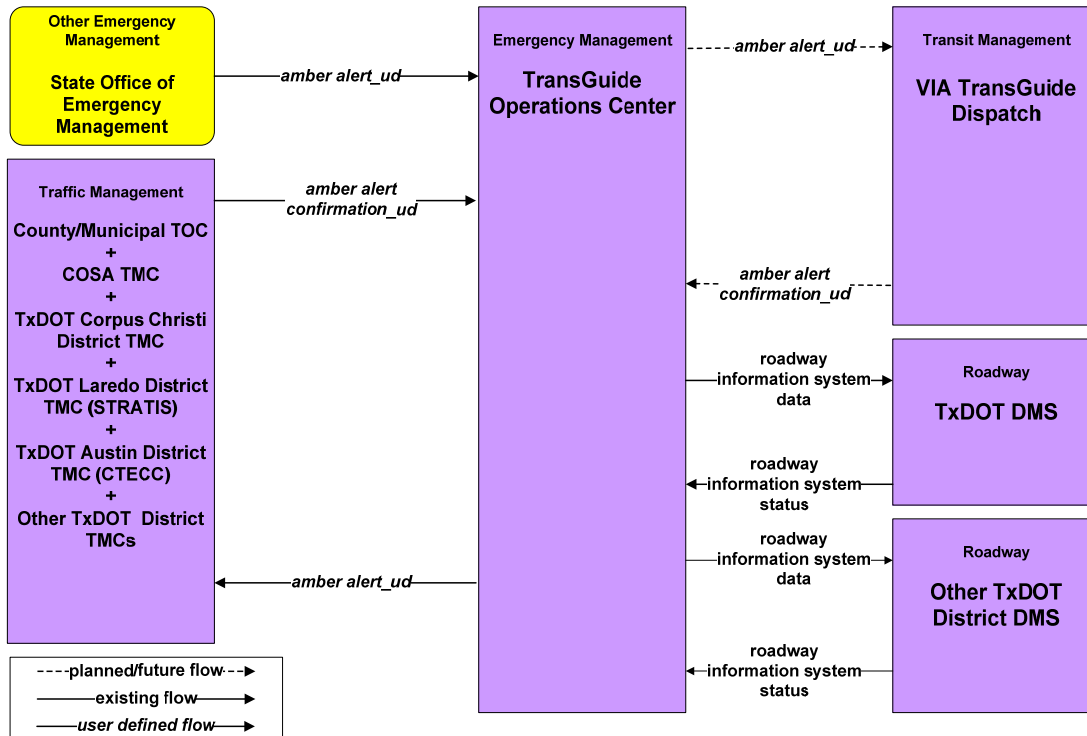 Other Emergency
Management
State Office of
Emergency
Management
amber alert_ud
Traffic Management
County/Municipal TOC
+
COSA TMC
+
TxDOT Corpus Christi
District TMC
+
TxDOT Laredo District
TMC (STRATIS)
+
TxDOT Austin District
TMC (CTECC)
+
Other TxDOT District
TMCs
amber alert
confirmation_ud
amber alert_ud
Emergency Management
TransGuide
Operations Center
amber alert_ud
amber alert
confirmation_ud
roadway
information system
data
roadway
information system
status
roadway
information system
data
roadway
information system
status
Transit Management
VIA TransGuide
Dispatch
Roadway
TxDOT DMS
Roadway
Other TxDOT
District DMS
planned/future flow
existing flow
user defined flow